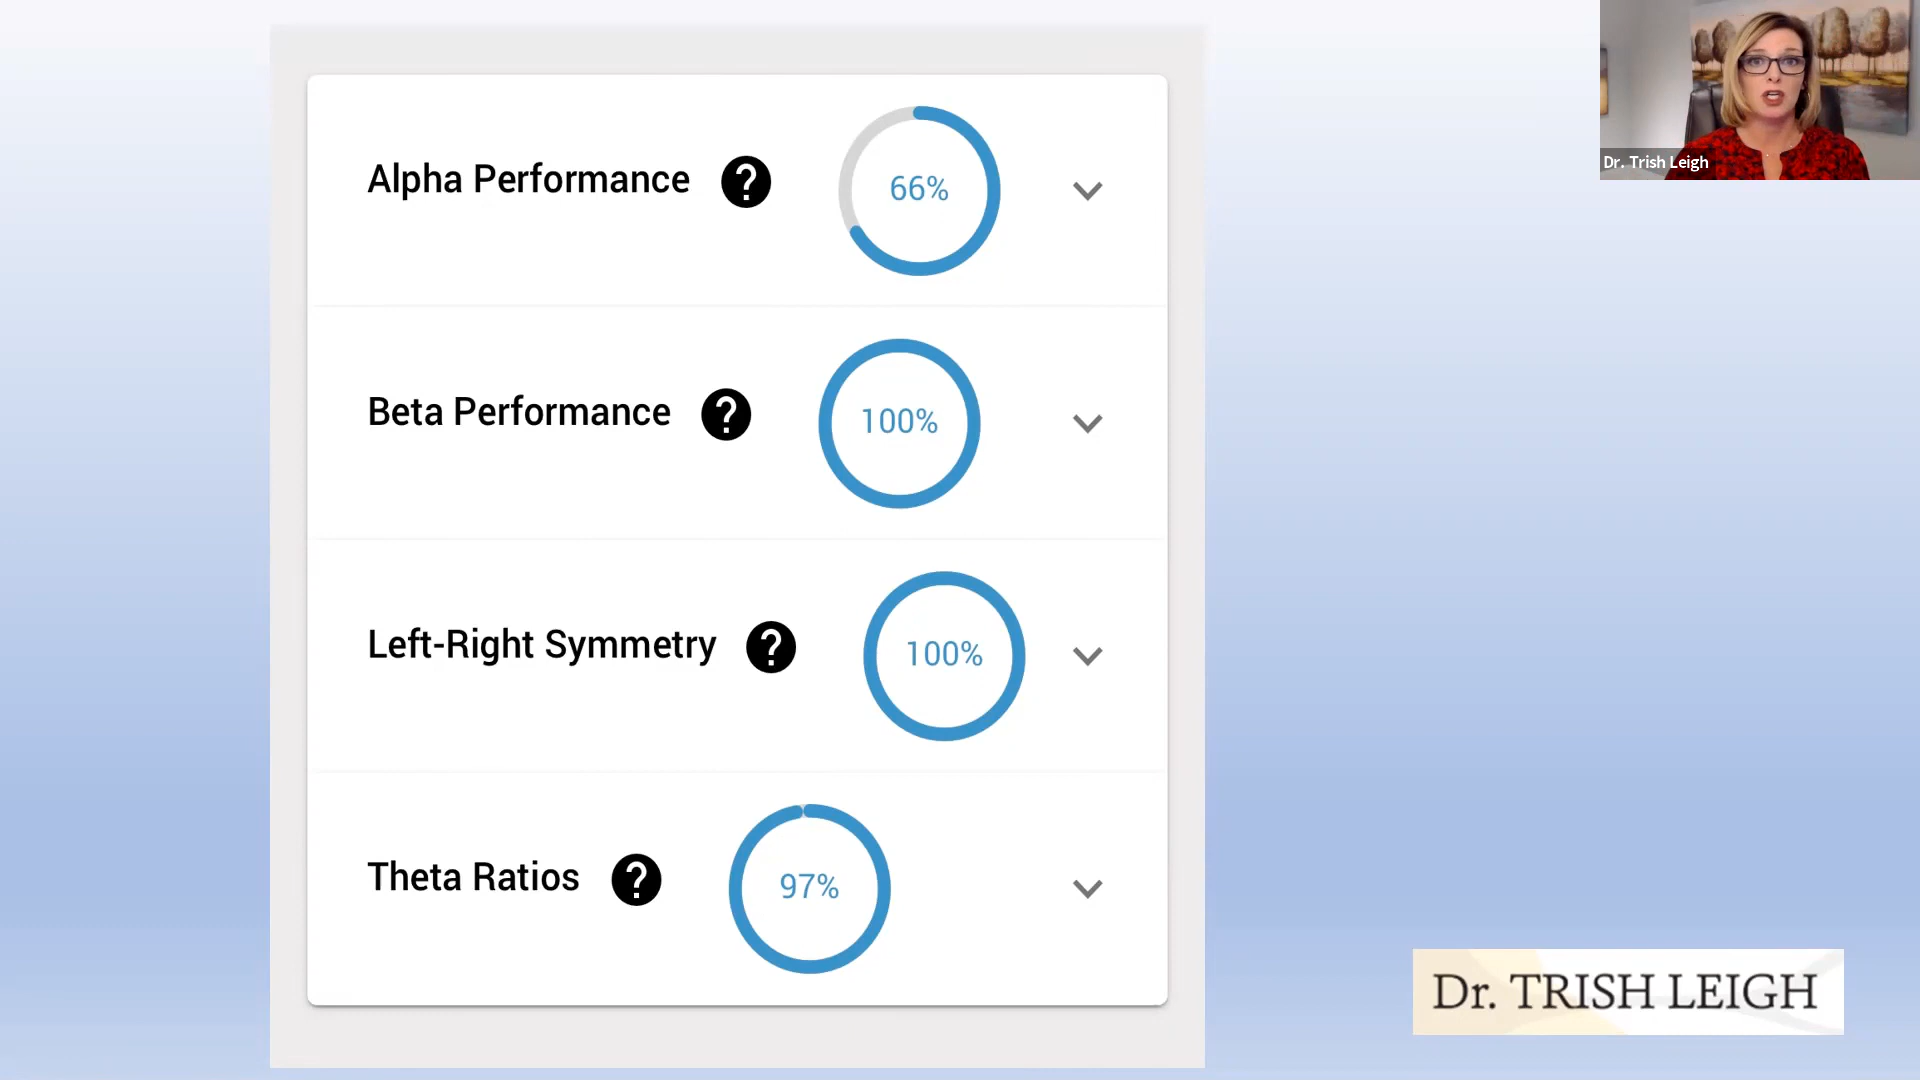 Alpha Performance ? 66%
Dr. Trish Leigh
Beta Performance ? 100%
Left-Right Symmetry ? 100%
Theta Ratios ? 97%
Dr. TRISH LEIGH